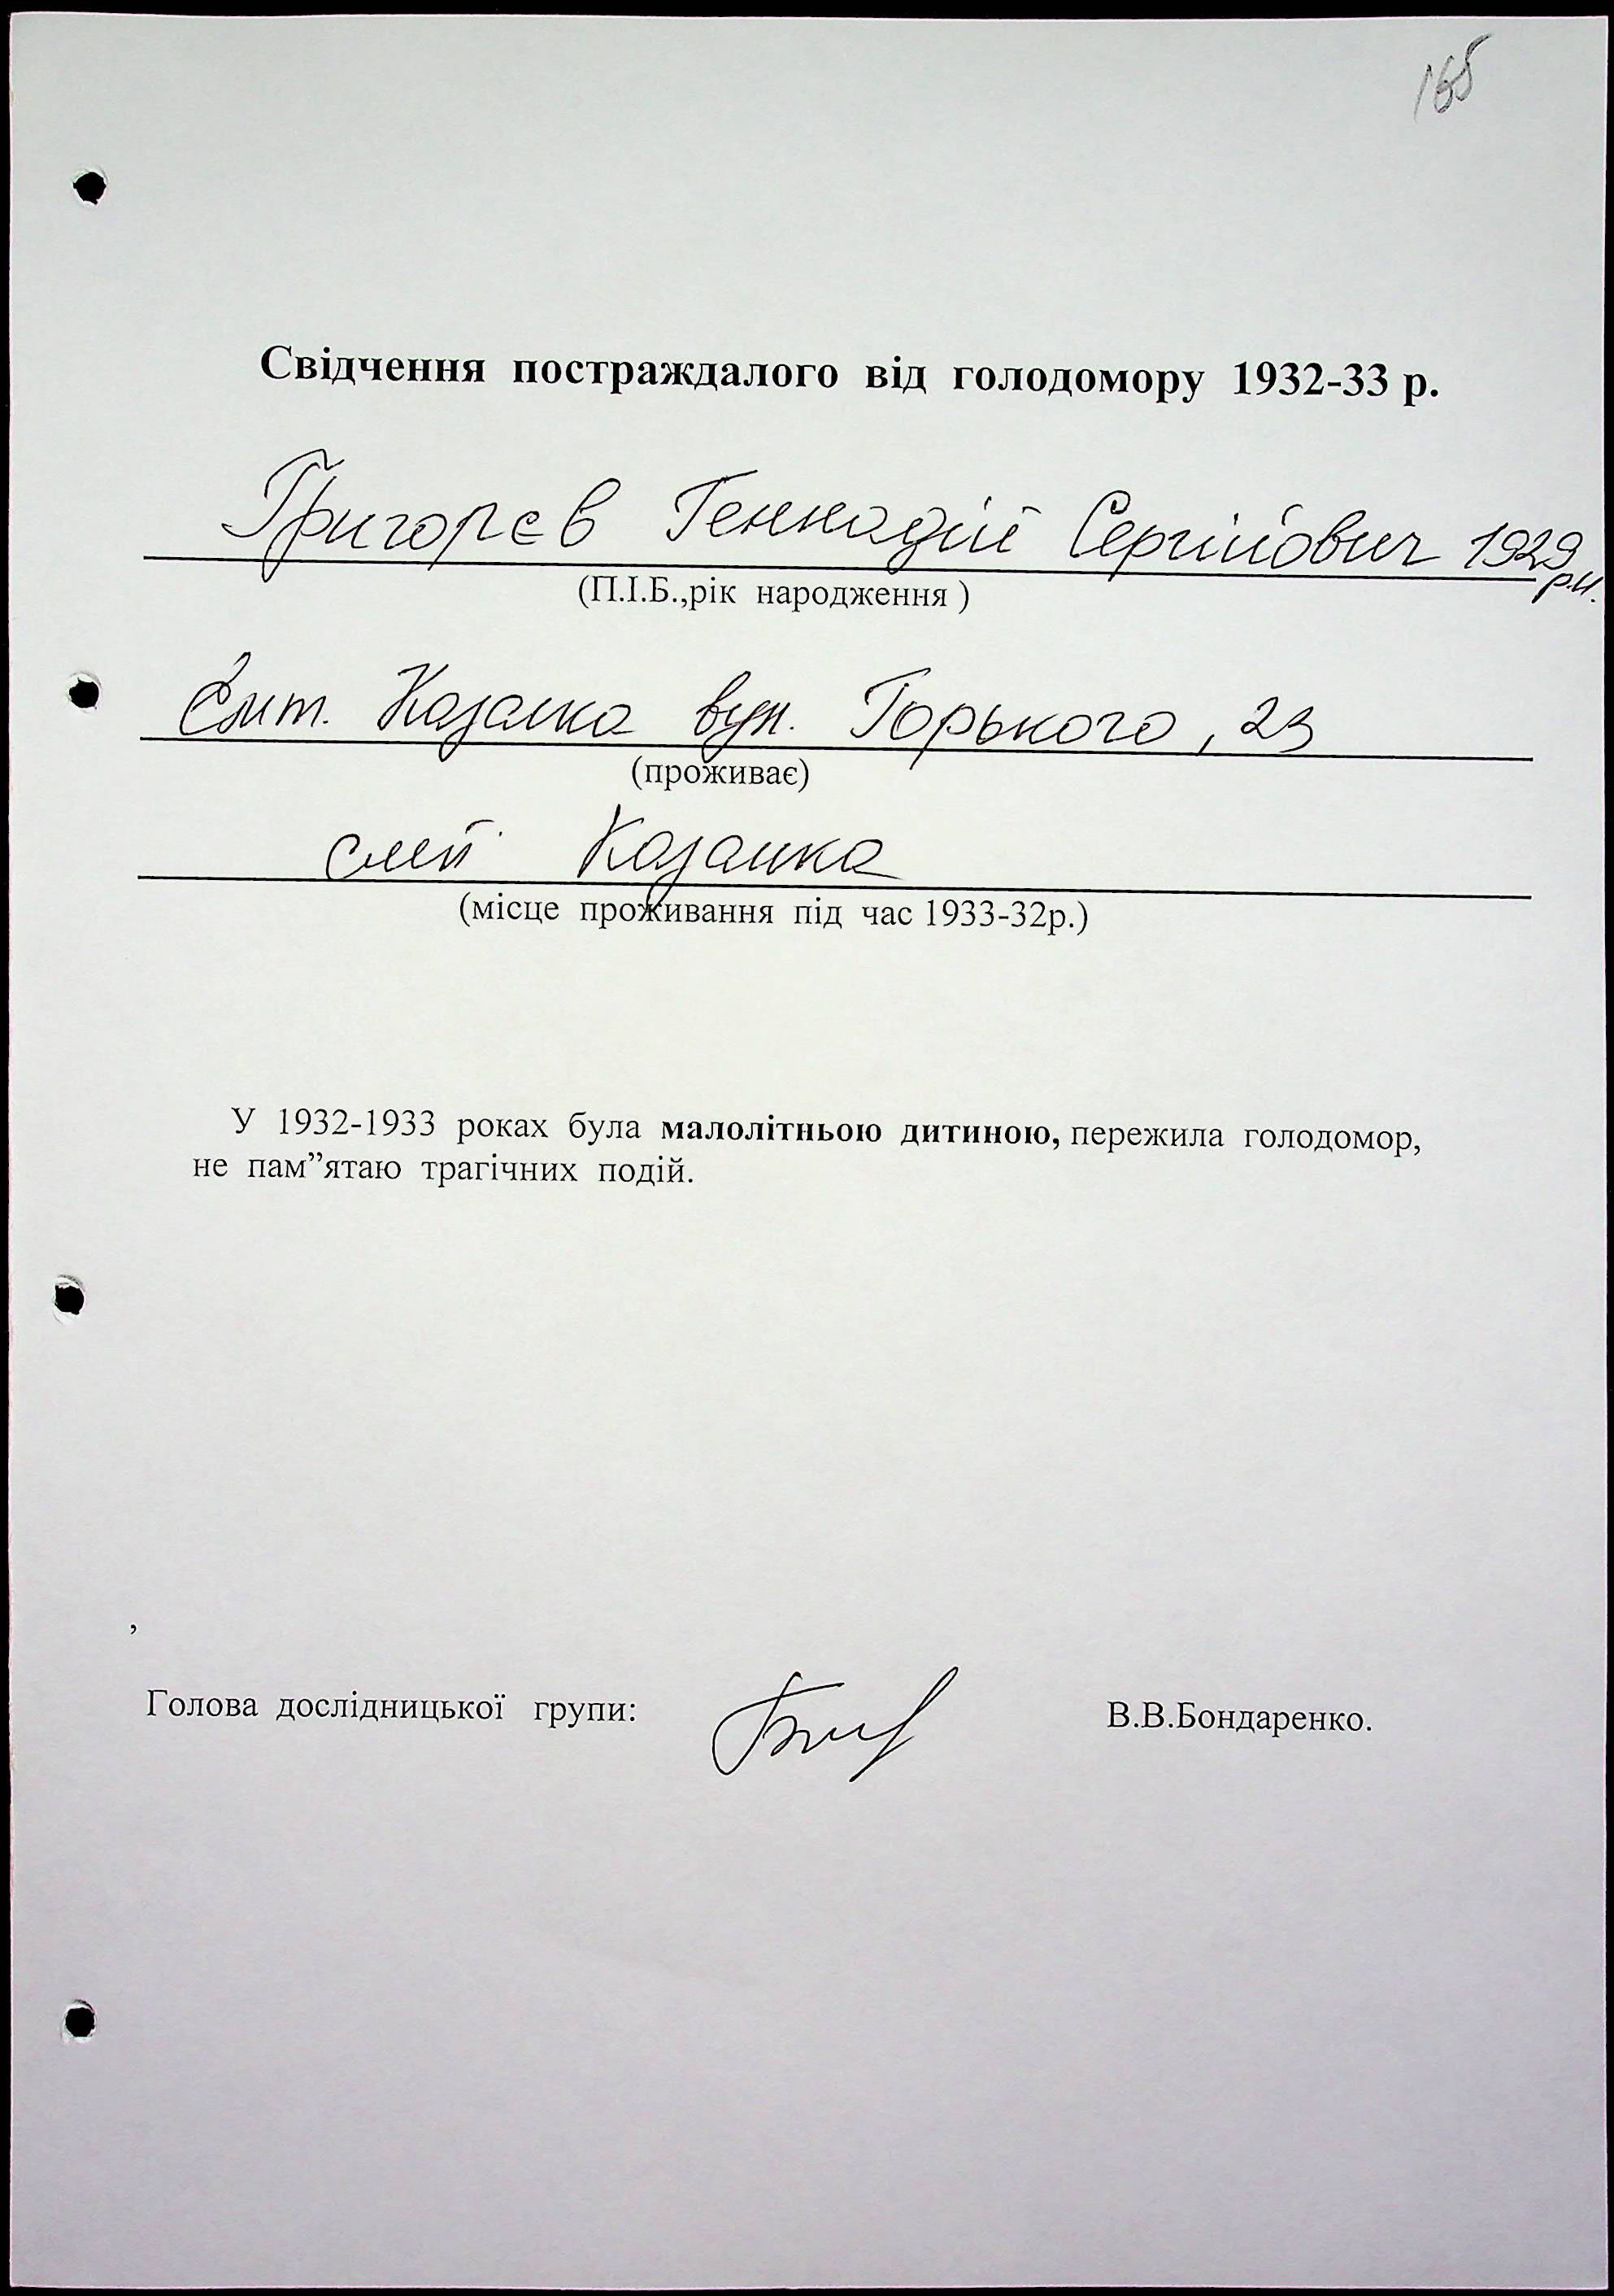 165
Свідчення постраждалого від голодомору 1932-33 р.
Григорєв Геннадій Сергійович 1929 р.н.
(П.І.Б.,рік народження )
Смт. Казанка вул. Горького, 23
(проживає)
смт Казанка
(місце проживання під час 1933-32р.)
У 1932-1933 роках була малолітньою дитиною, пережила голодомор,
не пам”ятаю трагічних подій.
,
Голова дослідницької групи: В.В.Бондаренко.